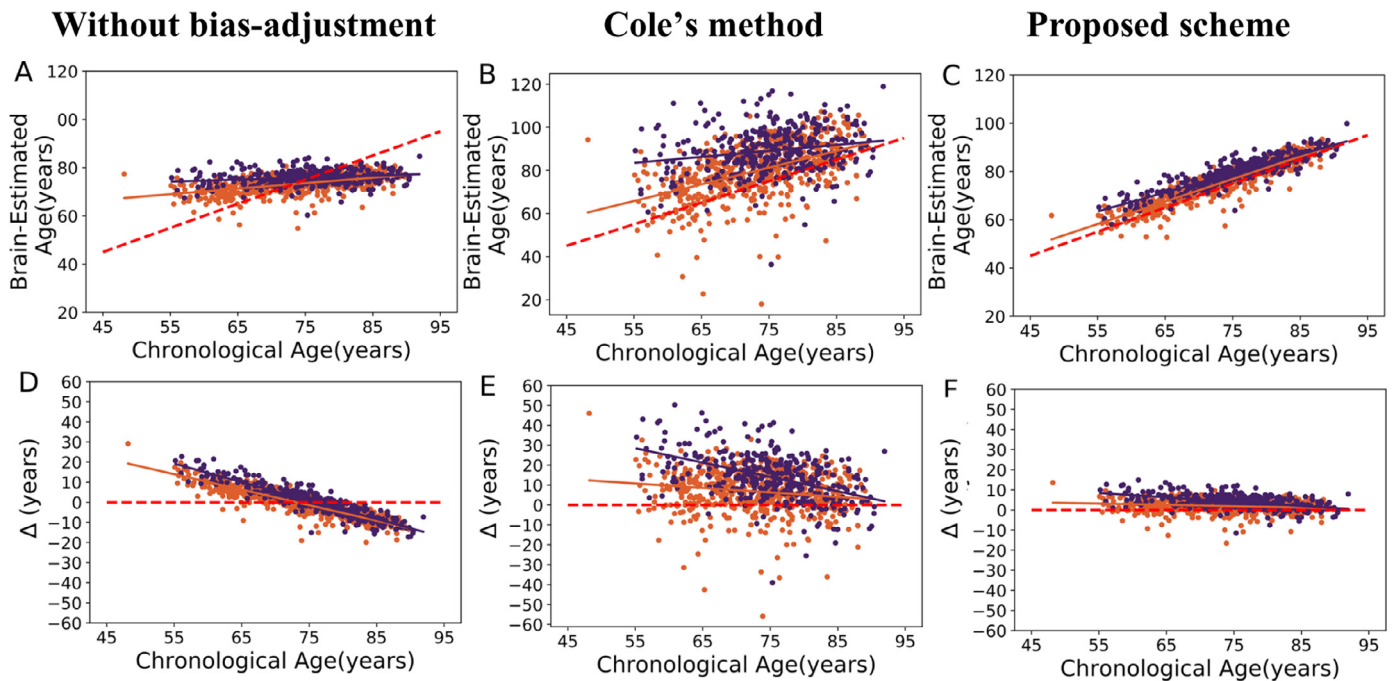 Without bias-adjustment
Cole's method
Proposed scheme
A
120
00
80
60
40
20
Brain-Estimated
Age(years)
45 55 65 75 85 95
Chronological Age(years)
B
120
100
80
60
40
20
Brain-Estimated
Age(years)
45 55 65 75 85 95
Chronological Age(years)
C
120
100
80
60
40
20
Brain-Estimated
Age(years)
45 55 65 75 85 95
Chronological Age(years)
D
60
50
40
30
20
10
0
−10
−20
−30
−40
−50
−60
Δ (years)
45 55 65 75 85 95
Chronological Age(years)
E
60
50
40
30
20
10
0
−10
−20
−30
−40
−50
−60
Δ (years)
45 55 65 75 85 95
Chronological Age(years)
F
60
50
40
30
20
10
0
−10
−20
−30
−40
−50
−60
Δ (years)
45 55 65 75 85 95
Chronological Age(years)